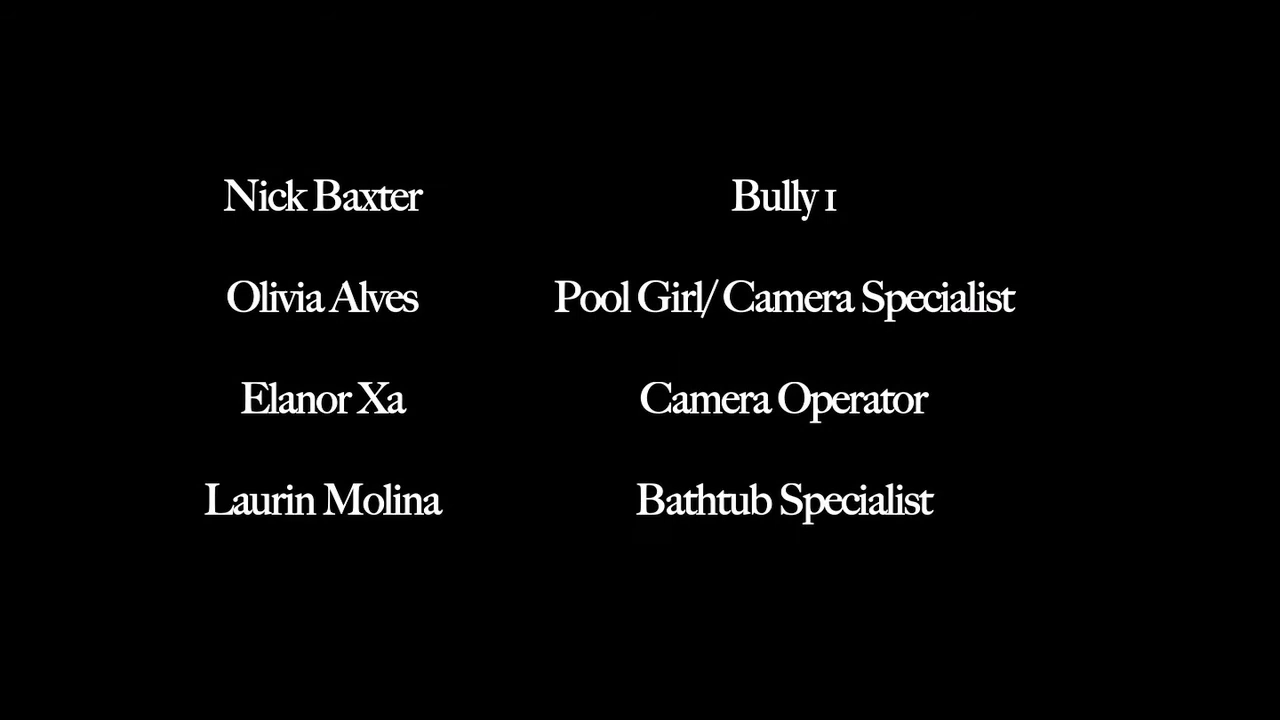 Nick Baxter Bully 1
Olivia Alves Pool Girl/Camera Specialist
Elanor Xa Camera Operator
Laurin Molina Bathtub Specialist